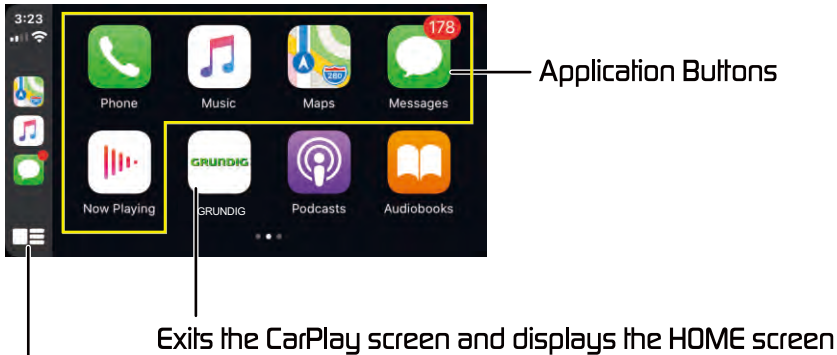 3:23
178
Phone
Music
Maps
280
Messages
Application Buttons
GRUNDIG
Now Playing
GRUNDIG
Podcasts
Audiobooks
Exits the CarPlay screen and displays the HOME screen